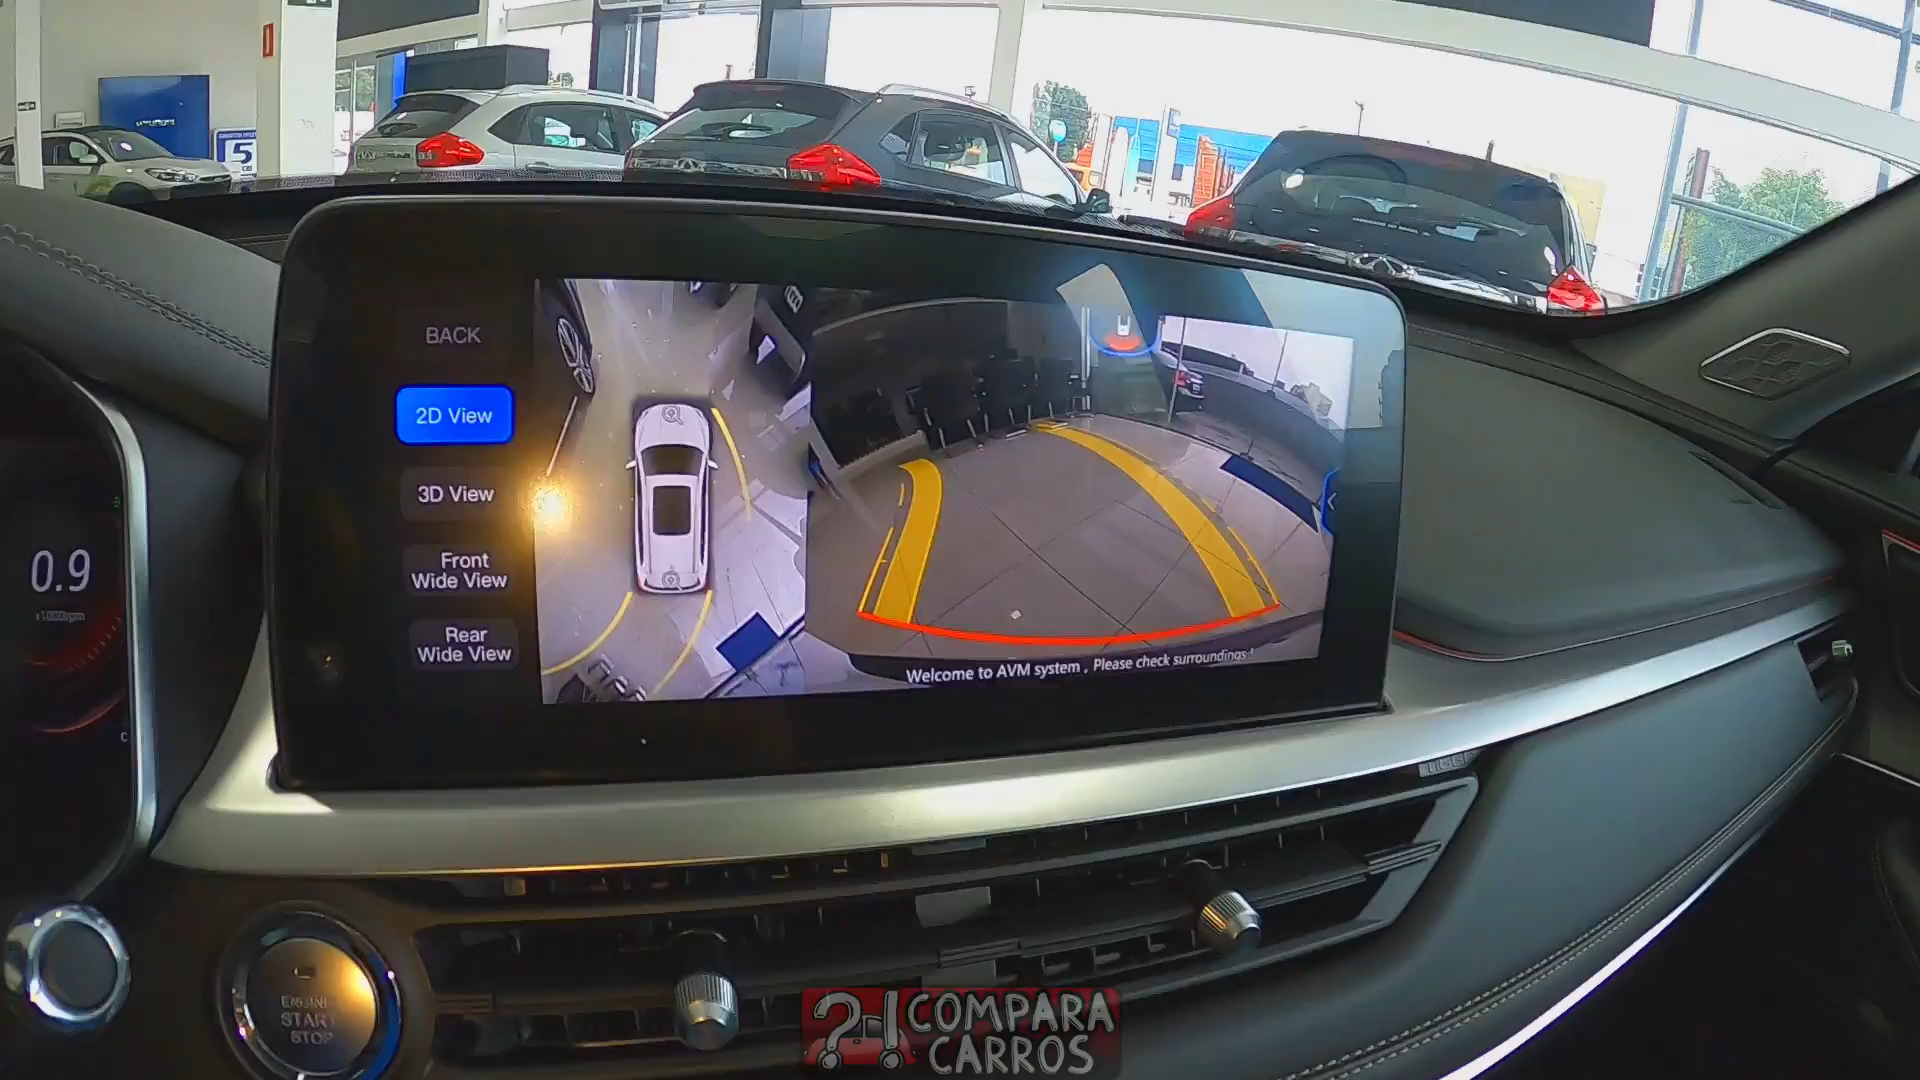 5
BACK
2D View
3D View
Front
Wide View
Rear
Wide View
Welcome to AVM system , Please check surroundings !
0.9
ENGINE
START
STOP
COMPARA
CARROS